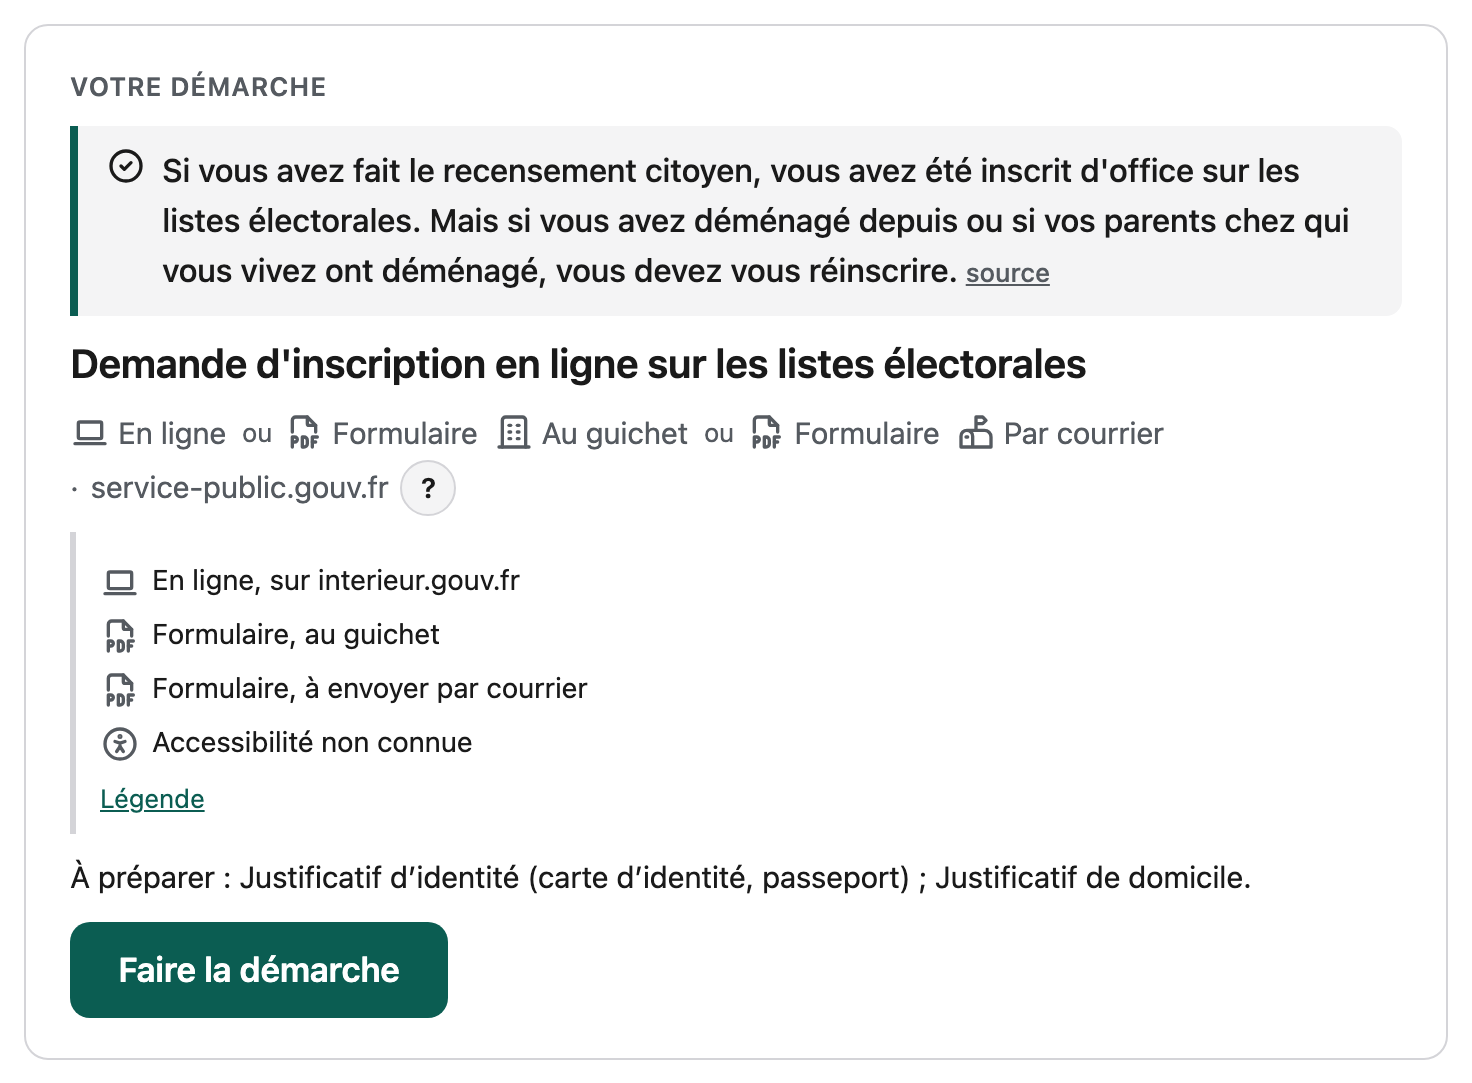 VOTRE DÉMARCHE
Si vous avez fait le recensement citoyen, vous avez été inscrit d'office sur les
listes électorales. Mais si vous avez déménagé depuis ou si vos parents chez qui
vous vivez ont déménagé, vous devez vous réinscrire. source
Demande d'inscription en ligne sur les listes électorales
En ligne ou PDF Formulaire Au guichet ou PDF Formulaire Par courrier
· service-public.gouv.fr ?
En ligne, sur interieur.gouv.fr
PDF Formulaire, au guichet
PDF Formulaire, à envoyer par courrier
Accessibilité non connue
Légende
À préparer : Justificatif d’identité (carte d’identité, passeport) ; Justificatif de domicile.
Faire la démarche